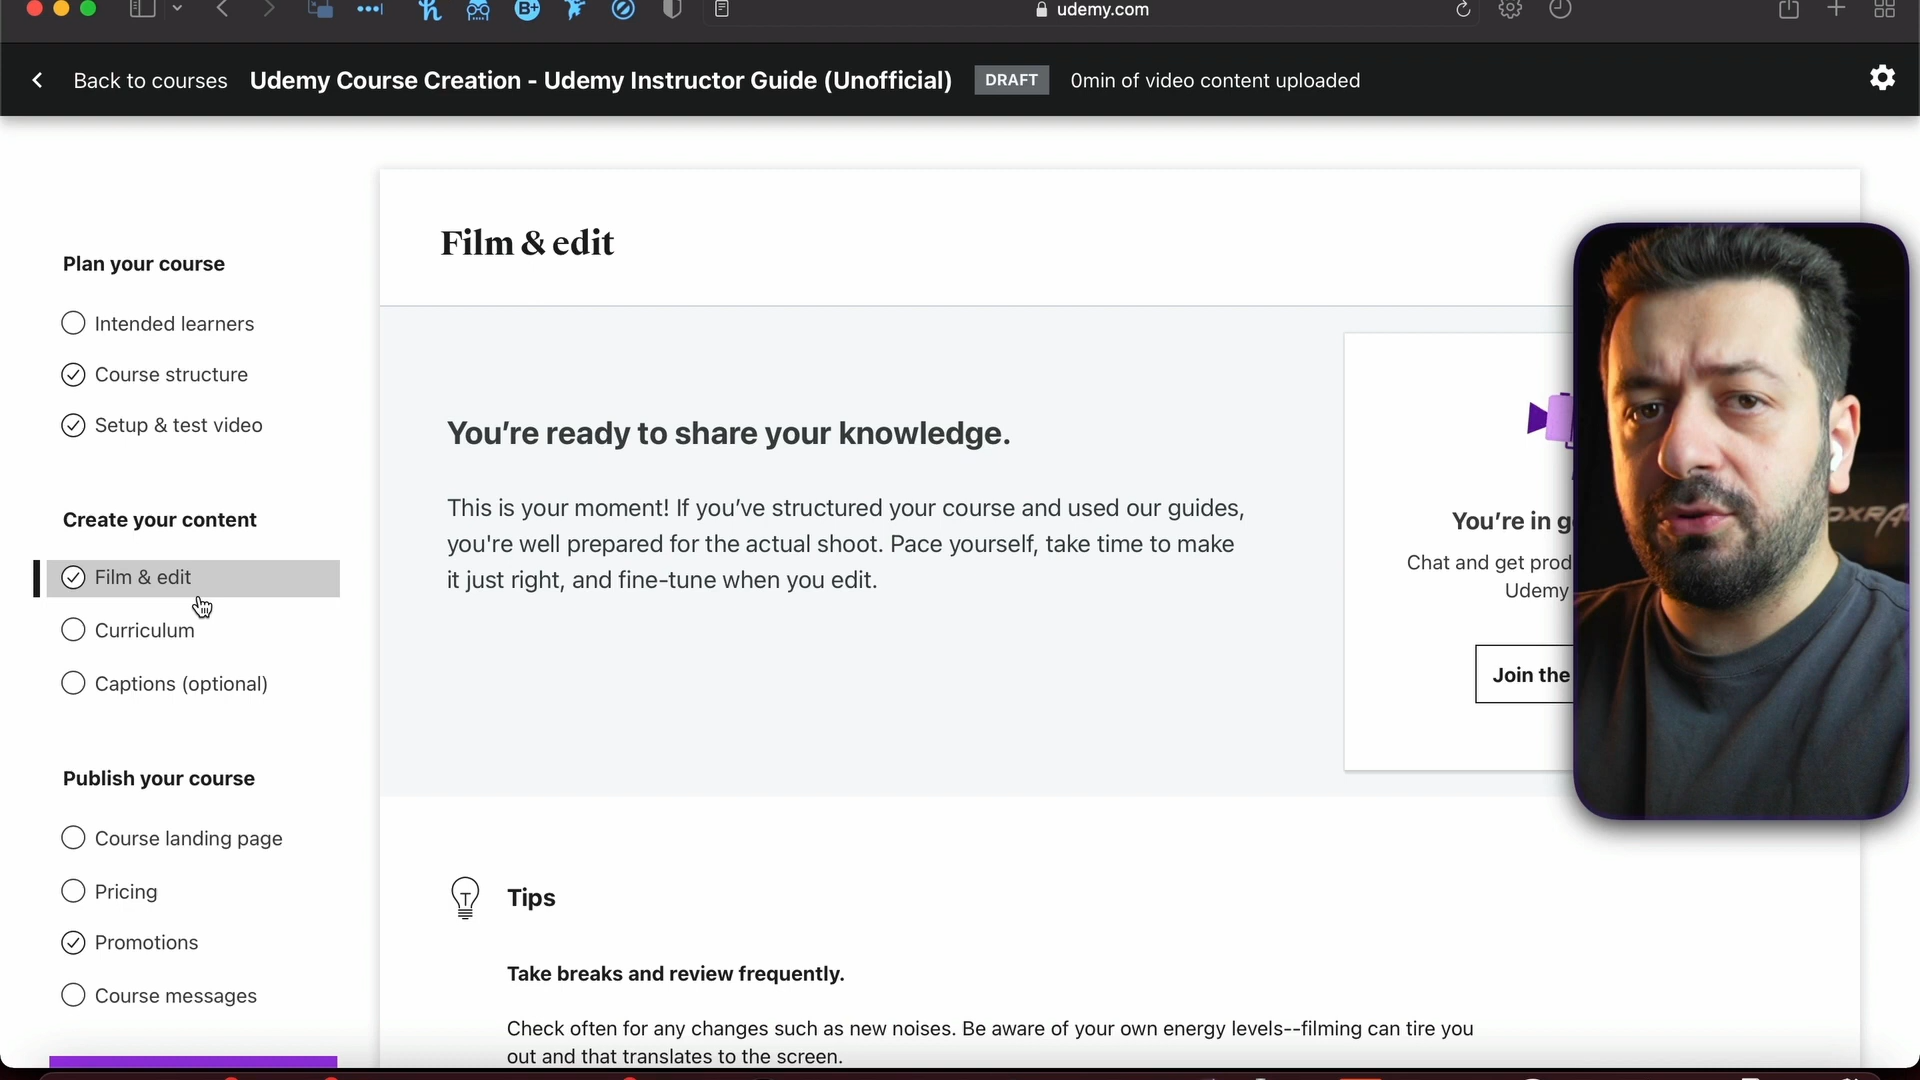 udemy.com
Back to courses
Udemy Course Creation - Udemy Instructor Guide (Unofficial)
DRAFT
0min of video content uploaded
Plan your course
Intended learners
Course structure
Setup & test video
Create your content
Film & edit
Curriculum
Captions (optional)
Publish your course
Course landing page
Pricing
Promotions
Course messages
Film & edit
You're ready to share your knowledge.
This is your moment! If you've structured your course and used our guides,
you're well prepared for the actual shoot. Pace yourself, take time to make
it just right, and fine-tune when you edit.
You're in
Chat and get
Udemy
Join the
Tips
Take breaks and review frequently.
Check often for any changes such as new noises. Be aware of your own energy levels--filming can tire you
out and that translates to the screen.